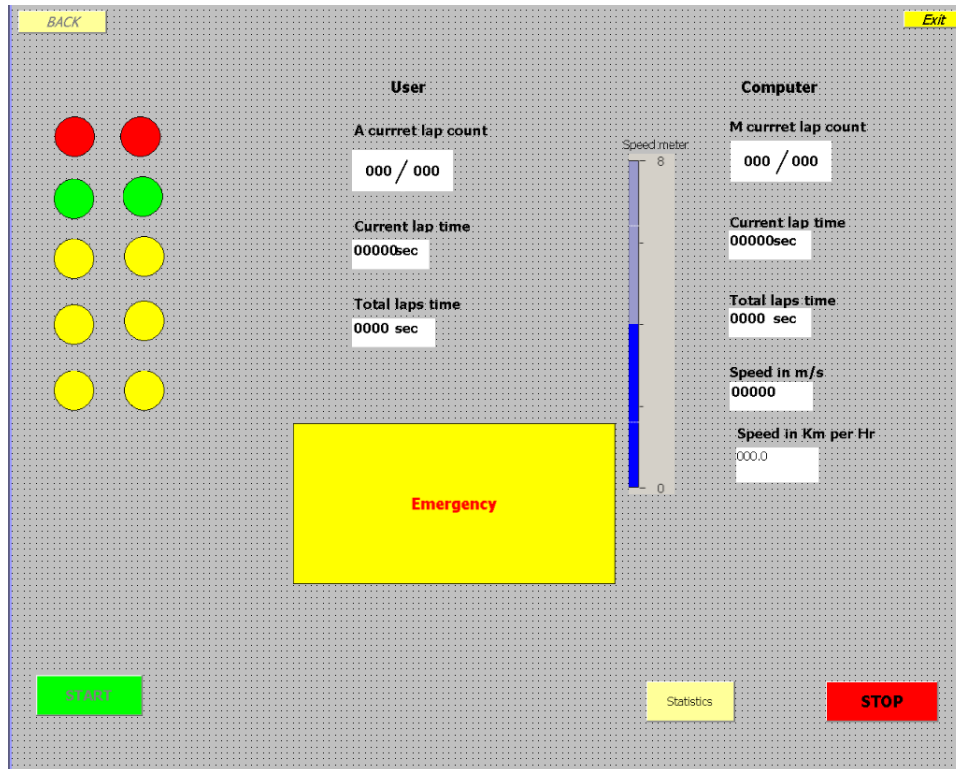 BACK
Exit
User
Computer
A currret lap count
M currret lap count
000 / 000
Speed meter
8
000 / 000
Current lap time
00000sec
Current lap time
00000sec
Total laps time
0000 sec
Total laps time
0000 sec
Speed in m/s
00000
Speed in Km per Hr
000.0
0
Emergency
START
Statistics
STOP